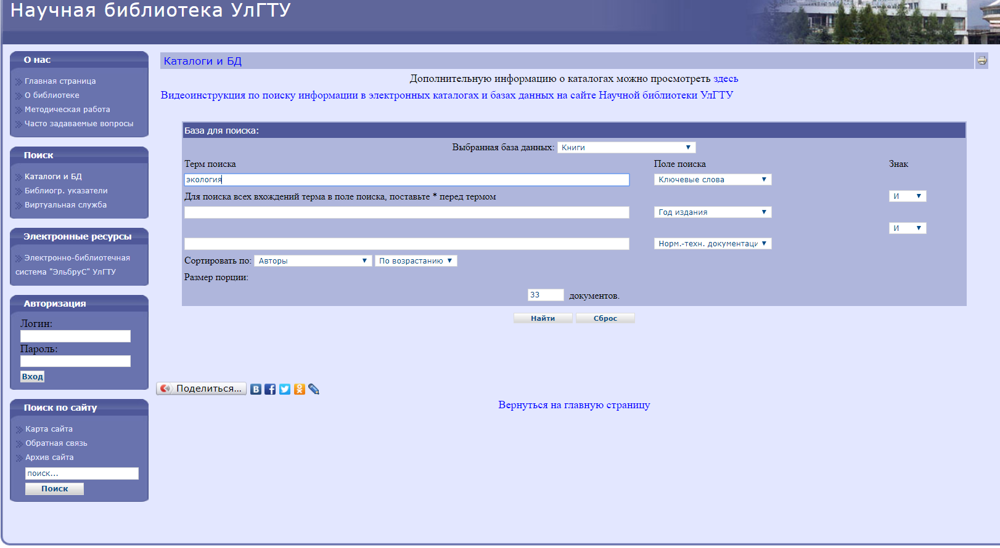 Научная библиотека УлГТУ
О нас
Главная страница
О библиотеке
Методическая работа
Часто задаваемые вопросы
Поиск
Каталоги и БД
Библиогр. указатели
Виртуальная служба
Электронные ресурсы
Электронно-библиотечная
система "ЭльбруС" УлГТУ
Авторизация
Логин:
Пароль:
Вход
Поиск по сайту
Карта сайта
Обратная связь
Архив сайта
поиск...
Поиск
Каталоги и БД
Дополнительную информацию о каталогах можно просмотреть здесь
Видеоинструкция по поиску информации в электронных каталогах и базах данных на сайте Научной библиотеки УлГТУ
База для поиска:
Выбранная база данных: Книги
Терм поиска Поле поиска Знак
экология Ключевые слова
Для поиска всех вхождений терма в поле поиска, поставьте * перед термом И
Год издания
И
Норм.-техн. документаци
Сортировать по: Авторы По возрастанию
Размер порции:
33 документов.
Найти Сброс
Поделиться...
Вернуться на главную страницу